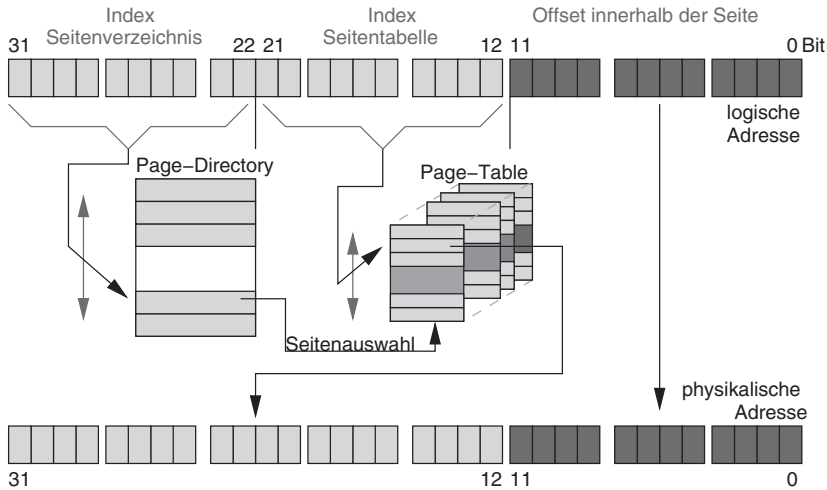 Index
Seitenverzeichnis
Index
Seitentabelle
Offset innerhalb der Seite
31
22 21
12 11
0 Bit
logische
Adresse
Page–Directory
Page–Table
Seitenauswahl
physikalische
Adresse
31
12 11
0